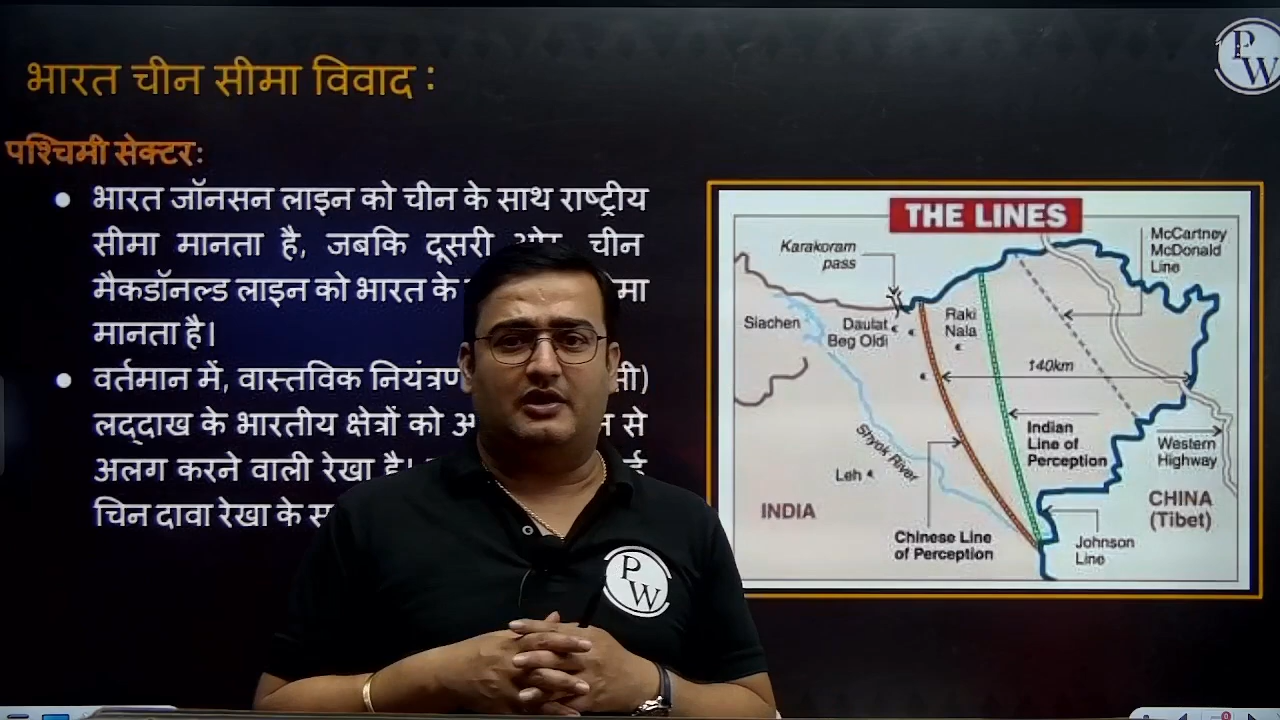 भारत चीन सीमा विवाद :
PW
पश्चिमी सेक्टर:
• भारत जॉनसन लाइन को चीन के साथ राष्ट्रीय
सीमा मानता है, जबकि दूसरी चीन
मैकडॉनल्ड लाइन को भारत के
मानता है।
• वर्तमान में, वास्तविक नियंत्रण
लद्दाख के भारतीय क्षेत्रों को से
अलग करने वाली रेखा है।
चिन दावा रेखा के
THE LINES
Karakoram
pass
McCartney
McDonald
Line
Siachen
Daulat
Beg Oldi
Raki
Nala
140km
Indian
Line of
Perception
Western
Highway
Shyok River
Leh
INDIA
CHINA
(Tibet)
Chinese Line
of Perception
Johnson
Line
PW